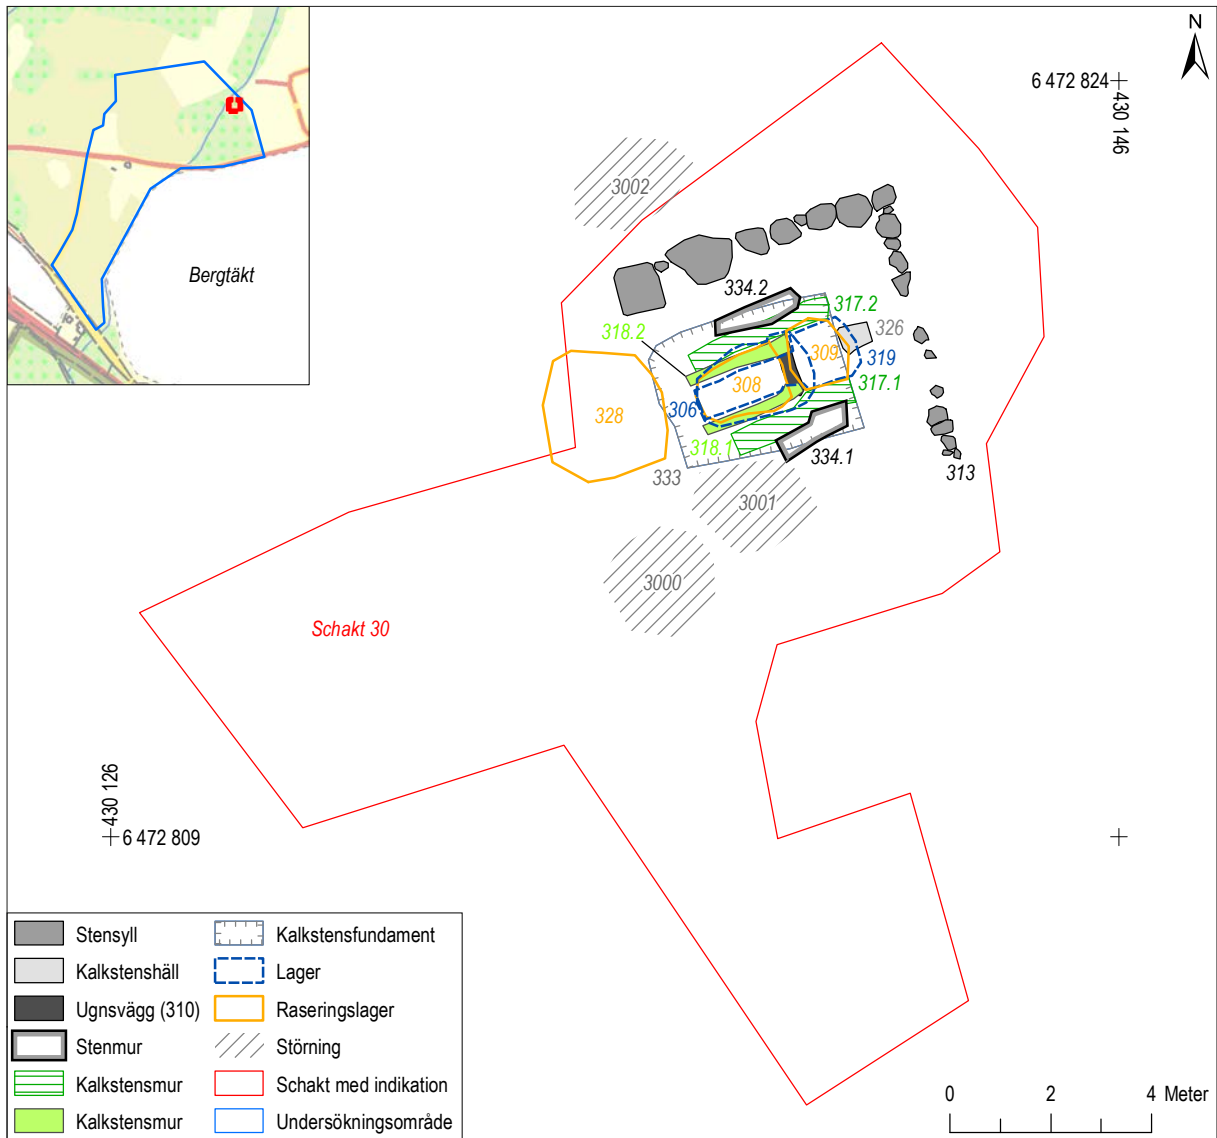 Bergtäkt
N
6 472 824
430 146
3002
334.2
317.2
318.2
326
309
319
308
317.1
306
328
318.1
334.1
313
333
3001
3000
Schakt 30
430 126
6 472 809
Stensyll
Kalkstenshäll
Ugnsvägg (310)
Stenmur
Kalkstensmur
Kalkstensmur
Kalkstensfundament
Lager
Raseringslager
Störning
Schakt med indikation
Undersökningsområde
0 2 4 Meter